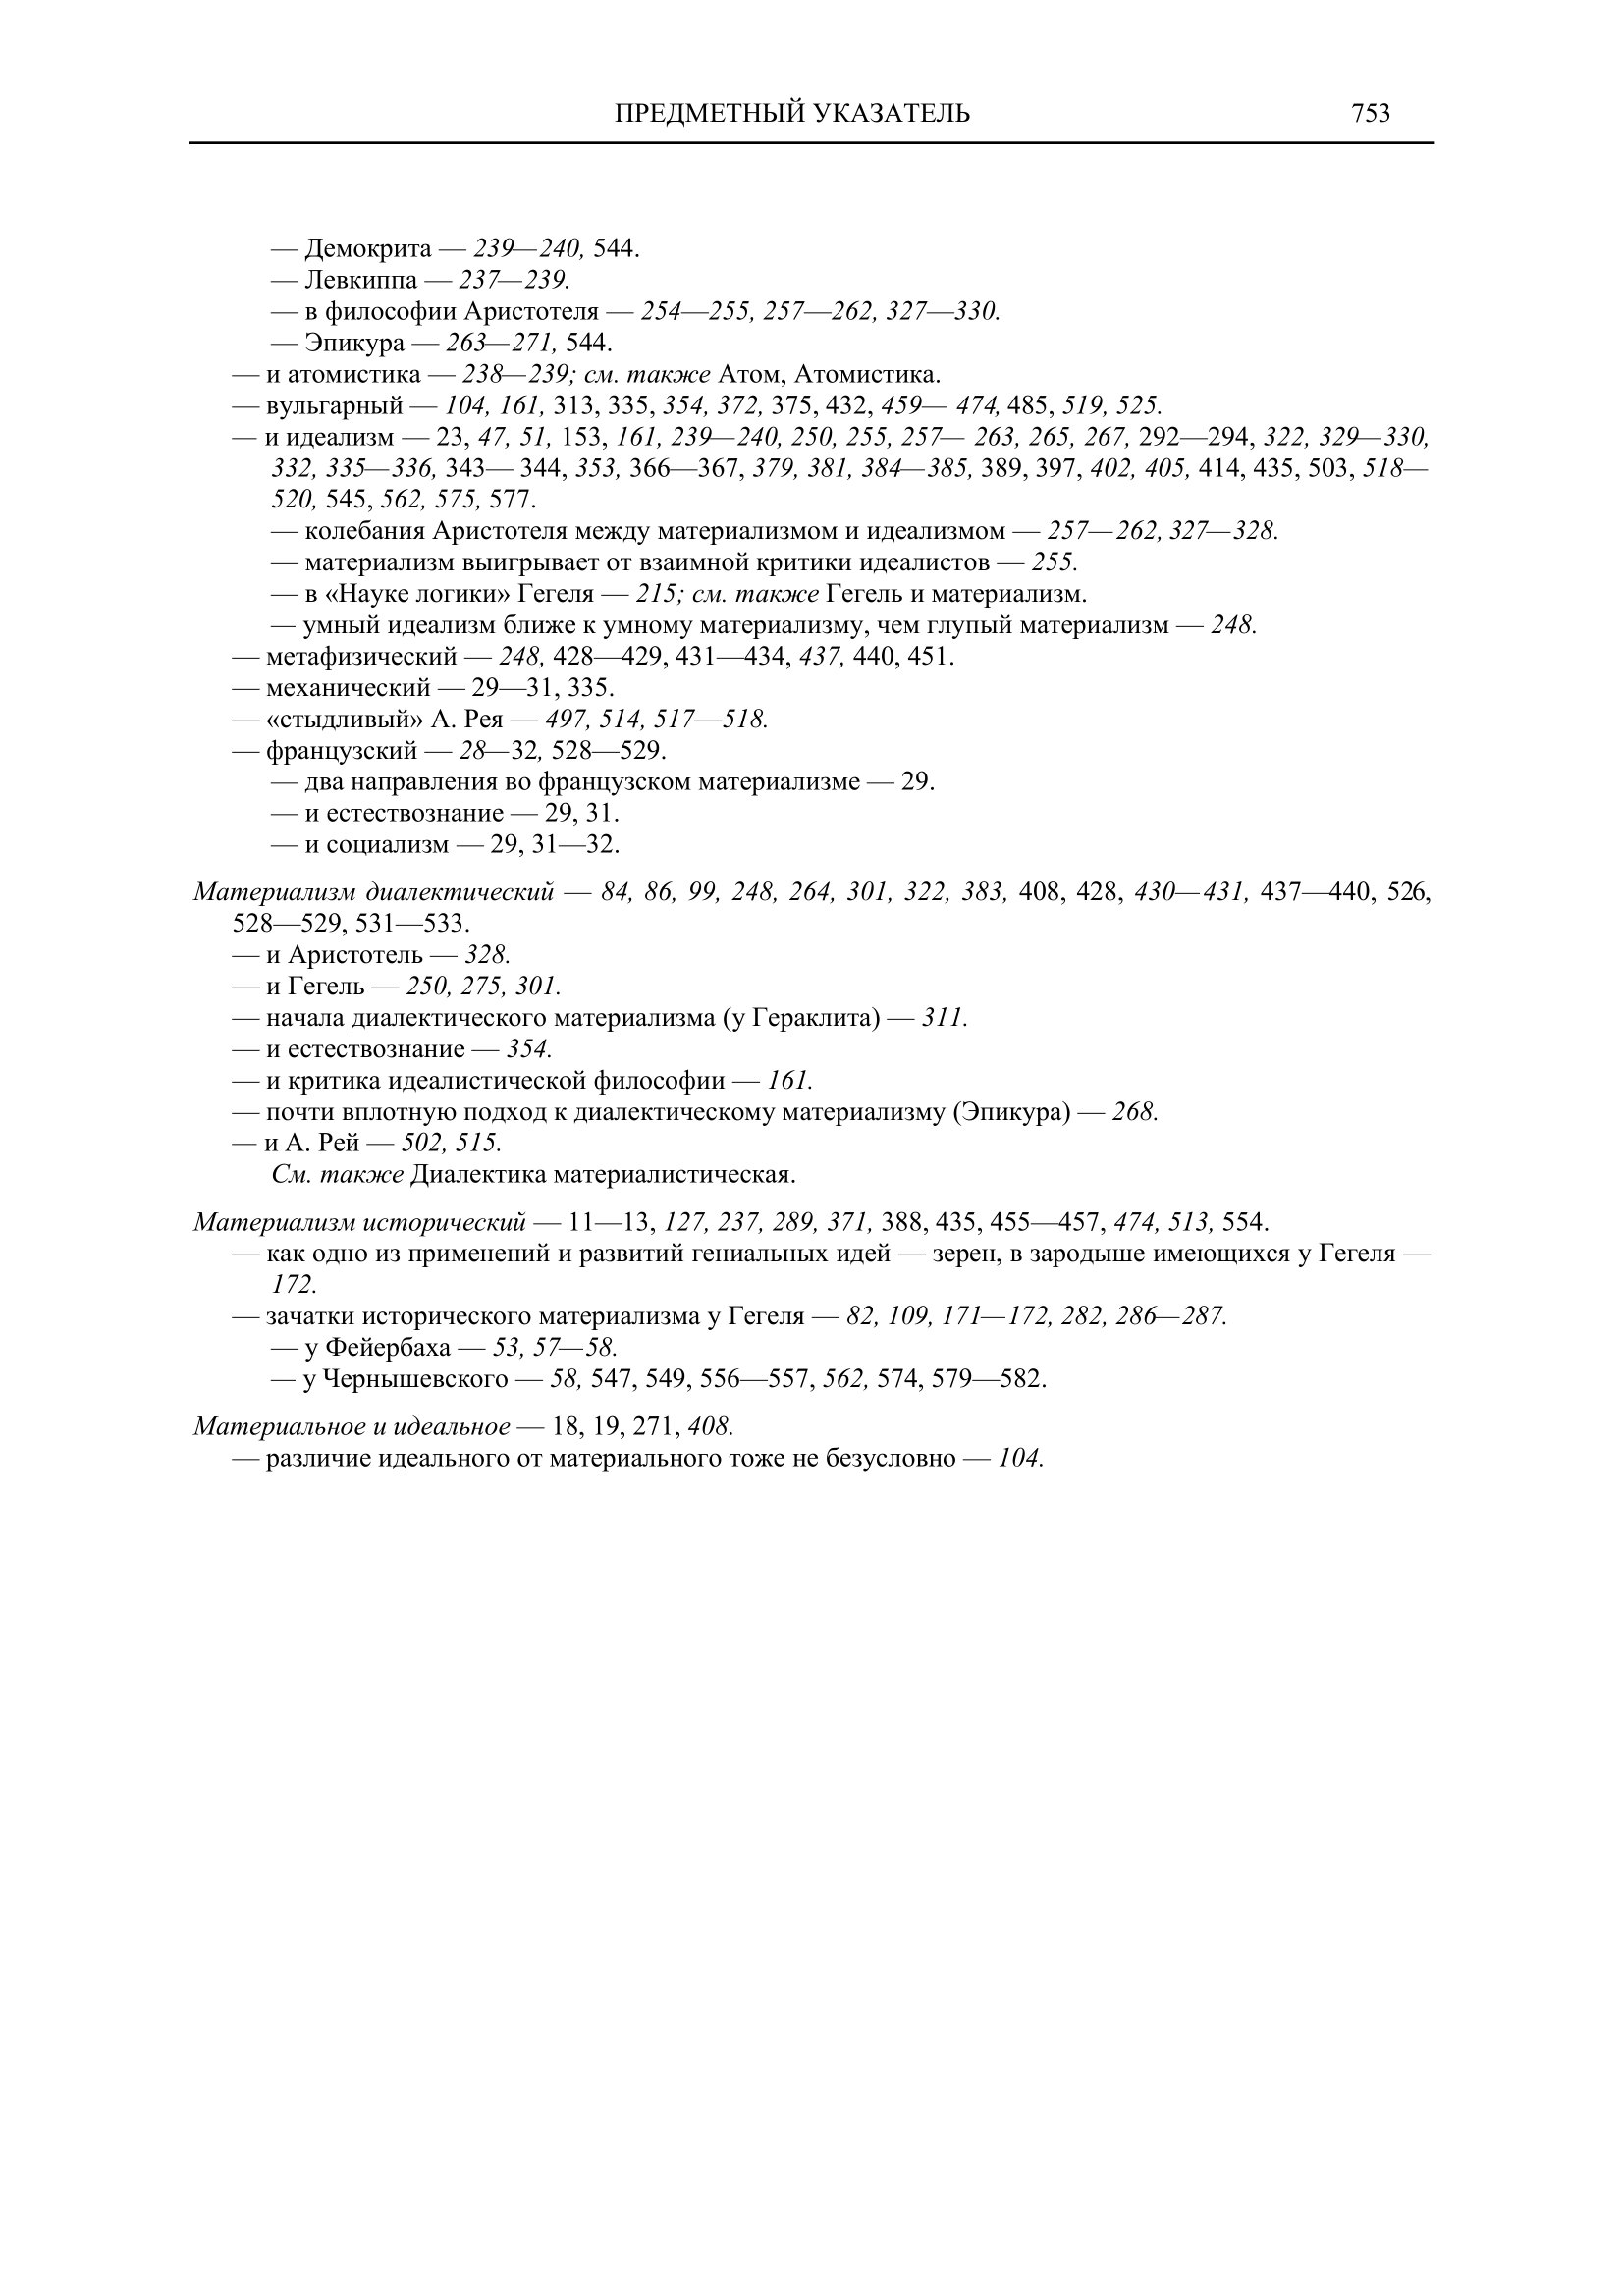 ПРЕДМЕТНЫЙ УКАЗАТЕЛЬ 753
— Демокрита — 239—240, 544.
— Левкиппа — 237—239.
— в философии Аристотеля — 254—255, 257—262, 327—330.
— Эпикура — 263—271, 544.
— и атомистика — 238—239; см. также Атом, Атомистика.
— вульгарный — 104, 161, 313, 335, 354, 372, 375, 432, 459— 474, 485, 519, 525.
— и идеализм — 23, 47, 51, 153, 161, 239—240, 250, 255, 257— 263, 265, 267, 292—294, 322, 329—330,
332, 335—336, 343— 344, 353, 366—367, 379, 381, 384—385, 389, 397, 402, 405, 414, 435, 503, 518—
520, 545, 562, 575, 577.
— колебания Аристотеля между материализмом и идеализмом — 257—262, 327—328.
— материализм выигрывает от взаимной критики идеалистов — 255.
— в «Науке логики» Гегеля — 215; см. также Гегель и материализм.
— умный идеализм ближе к умному материализму, чем глупый материализм — 248.
— метафизический — 248, 428—429, 431—434, 437, 440, 451.
— механический — 29—31, 335.
— «стыдливый» А. Рея — 497, 514, 517—518.
— французский — 28—32, 528—529.
— два направления во французском материализме — 29.
— и естествознание — 29, 31.
— и социализм — 29, 31—32.
Материализм диалектический — 84, 86, 99, 248, 264, 301, 322, 383, 408, 428, 430—431, 437—440, 526,
528—529, 531—533.
— и Аристотель — 328.
— и Гегель — 250, 275, 301.
— начала диалектического материализма (у Гераклита) — 311.
— и естествознание — 354.
— и критика идеалистической философии — 161.
— почти вплотную подход к диалектическому материализму (Эпикура) — 268.
— и А. Рей — 502, 515.
См. также Диалектика материалистическая.
Материализм исторический — 11—13, 127, 237, 289, 371, 388, 435, 455—457, 474, 513, 554.
— как одно из применений и развитий гениальных идей — зерен, в зародыше имеющихся у Гегеля —
172.
— зачатки исторического материализма у Гегеля — 82, 109, 171—172, 282, 286—287.
— у Фейербаха — 53, 57—58.
— у Чернышевского — 58, 547, 549, 556—557, 562, 574, 579—582.
Материальное и идеальное — 18, 19, 271, 408.
— различие идеального от материального тоже не безусловно — 104.